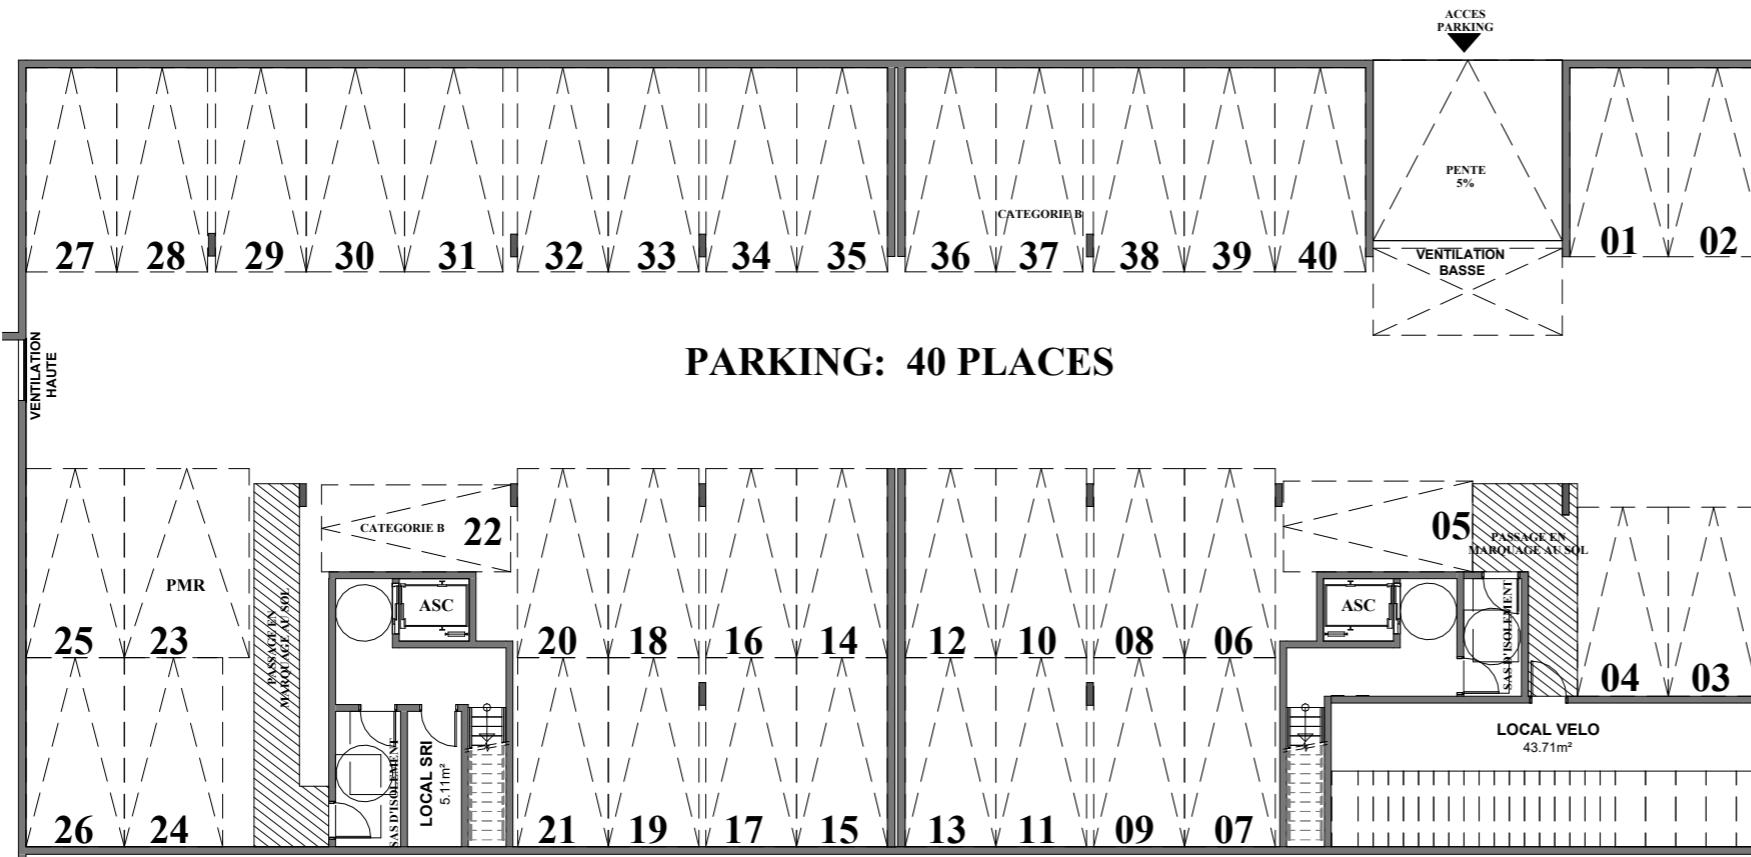 ACCES
PARKING
PENTE
5%
CATEGORIE B
27 28 29 30 31 32 33 34 35 36 37 38 39 40 01 02
VENTILATION
BASSE
VENTILATION
HAUTE
PARKING: 40 PLACES
CATEGORIE B 22
05
PASSAGE EN
MARQUAGE AU SOL
PMR
ASC
ASC
25 23 20 18 16 14 12 10 08 06
SAS D'ISOLEMENT
04 03
PASSAGE EN
MARQUAGE AU SOL
LOCAL VELO
43.71m²
SAS D'ISOLEMENT
LOCAL SRI
5.11m²
26 24 21 19 17 15 13 11 09 07